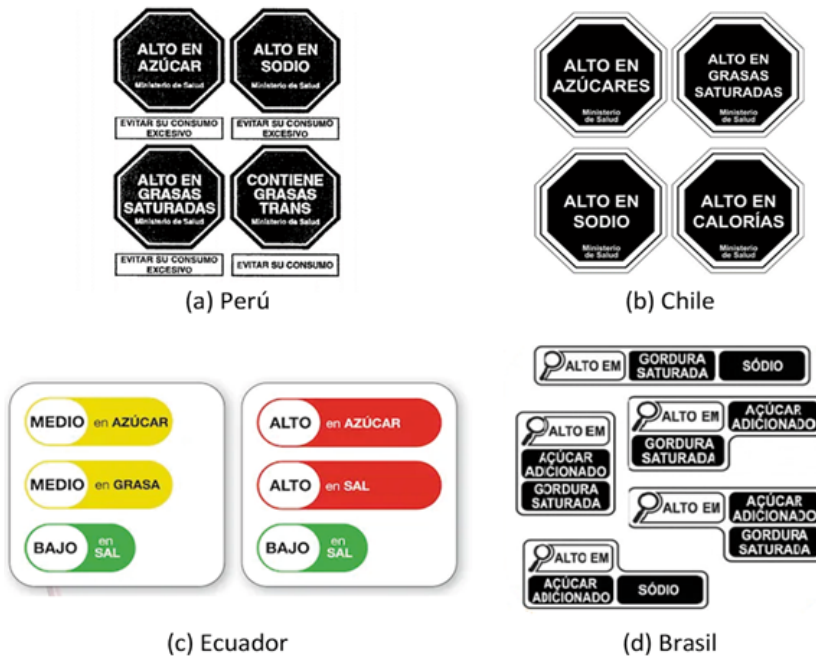 ALTO EN
AZÚCAR
Ministerio de Salud
EVITAR SU CONSUMO
EXCESIVO
ALTO EN
SODIO
Ministerio de Salud
EVITAR SU CONSUMO
EXCESIVO
ALTO EN
GRASAS
SATURADAS
Ministerio de Salud
EVITAR SU CONSUMO
EXCESIVO
CONTIENE
GRASAS
TRANS
Ministerio de Salud
EVITAR SU CONSUMO
(a) Perú
ALTO EN
AZÚCARES
Ministerio
de Salud
ALTO EN
GRASAS
SATURADAS
Ministerio
de Salud
ALTO EN
SODIO
Ministerio
de Salud
ALTO EN
CALORÍAS
Ministerio
de Salud
(b) Chile
MEDIO en AZÚCAR
MEDIO en GRASA
BAJO en
SAL
ALTO en AZÚCAR
ALTO en SAL
BAJO en
SAL
(c) Ecuador
ALTO EM
GORDURA
SATURADA
SÓDIO
ALTO EM
AÇÚCAR
ADICIONADO
GORDURA
SATURADA
ALTO EM
AÇÚCAR
ADICIONADO
GORDURA
SATURADA
ALTO EM
AÇÚCAR
ADICIONADO
GORDURA
SATURADA
ALTO EM
AÇÚCAR
ADICIONADO
SÓDIO
(d) Brasil